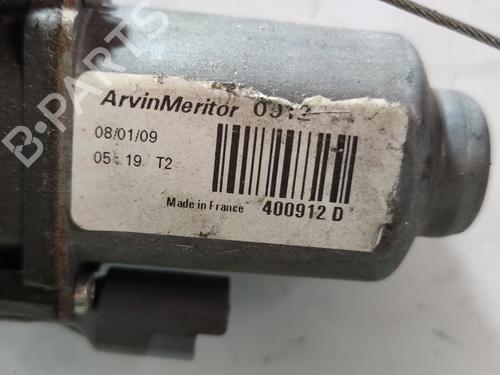 ArvinMeritor
08/01/09
05:19 T2
Made in France 400912 D
B-PARTS